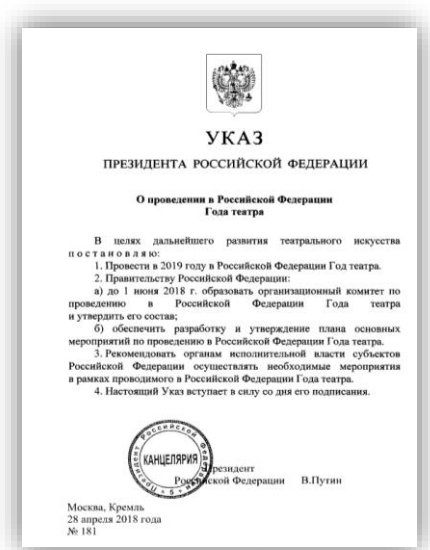 УКАЗ
ПРЕЗИДЕНТА РОССИЙСКОЙ ФЕДЕРАЦИИ
О проведении в Российской Федерации
Года театра
В целях дальнейшего развития театрального искусства
постановляю:
1. Провести в 2019 году в Российской Федерации Год театра.
2. Правительству Российской Федерации:
а) до 1 июня 2018 г. образовать организационный комитет по
проведению в Российской Федерации Года театра
и утвердить его состав;
б) обеспечить разработку и утверждение плана основных
мероприятий по проведению в Российской Федерации Года театра.
3. Рекомендовать органам исполнительной власти субъектов
Российской Федерации осуществлять необходимые мероприятия
в рамках проводимого в Российской Федерации Года театра.
4. Настоящий Указ вступает в силу со дня его подписания.
Президент Российской Федерации
КАНЦЕЛЯРИЯ
5
Президент
Российской Федерации В.Путин
Москва, Кремль
28 апреля 2018 года
№ 181